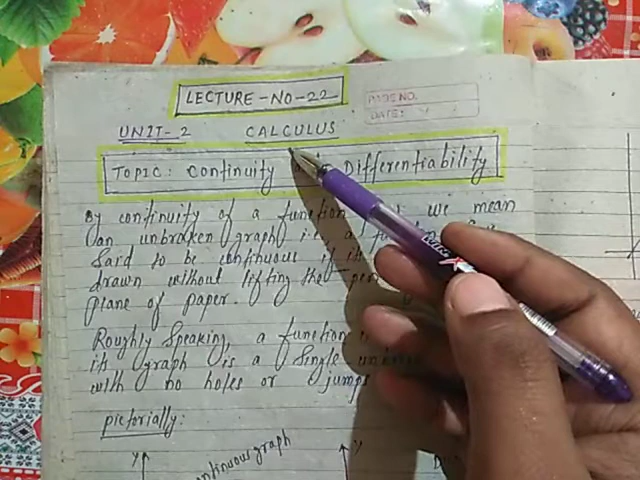 LECTURE-NO-22
PAGE NO.
DATE:
UNIT-2 CALCULUS
TOPIC: Continuity Differentiability
By continuity of a function we mean
an unbroken graph i.e. a
Said to be continuous if its
drawn without lifting the pen
plane of paper.
Roughly Speaking, a function
its graph is a Single
with no holes or jumps
pictorially:
continuous graph
y
y